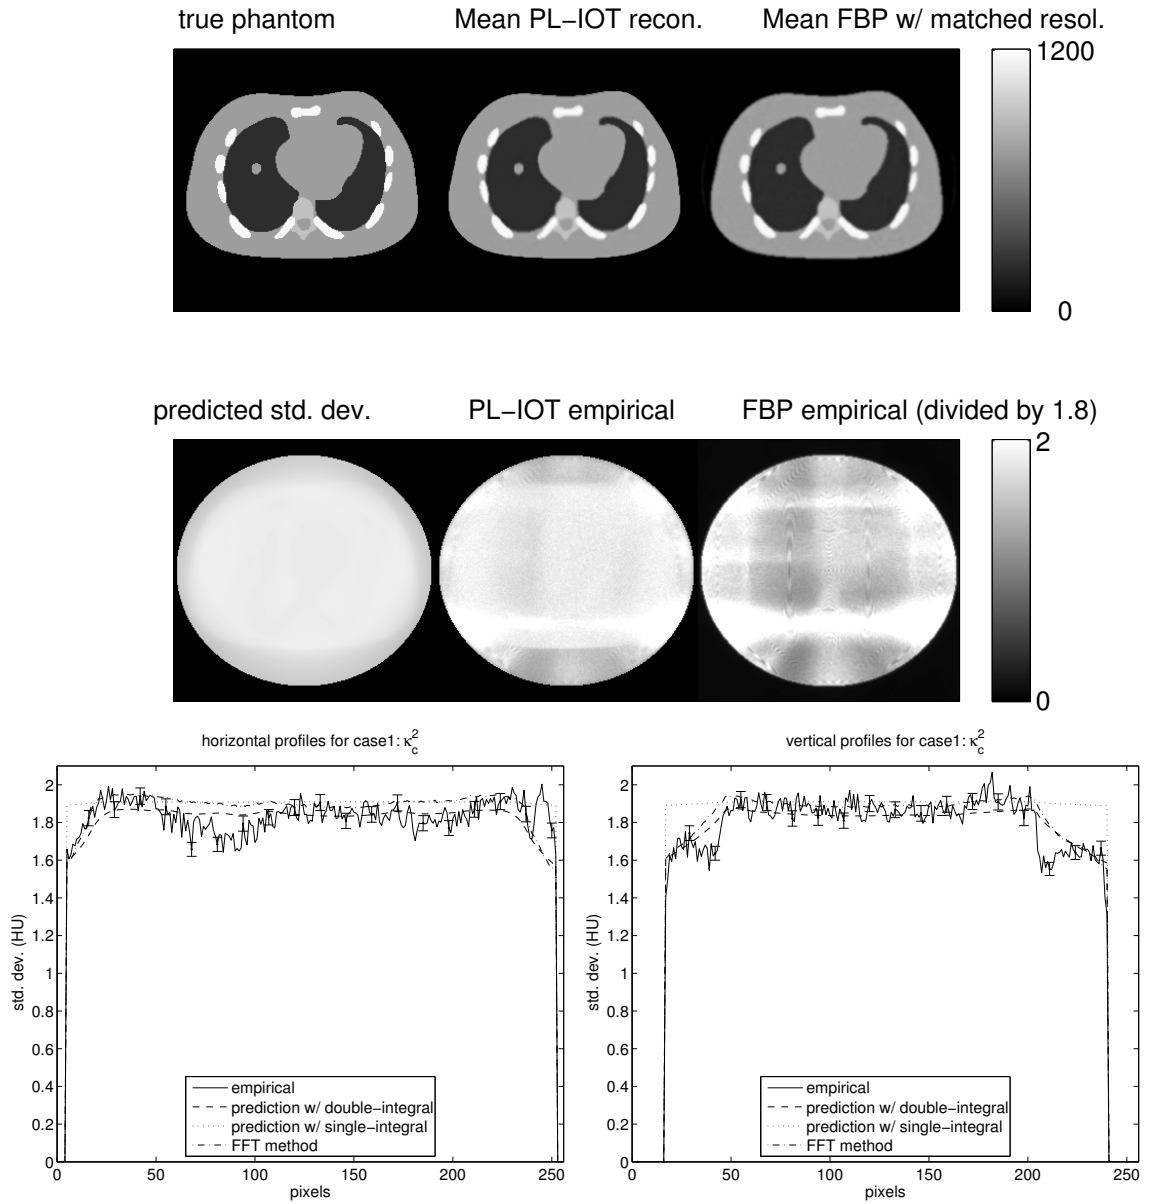 true phantom
Mean PL−IOT recon.
Mean FBP w/ matched resol.
1200
0
predicted std. dev.
PL−IOT empirical
FBP empirical (divided by 1.8)
2
0
horizontal profiles for case1: κ_c^2
2
1.8
1.6
1.4
1.2
1
0.8
0.6
0.4
0.2
0
std. dev. (HU)
empirical
prediction w/ double−integral
prediction w/ single−integral
FFT method
0 50 100 150 200 250
pixels
vertical profiles for case1: κ_c^2
2
1.8
1.6
1.4
1.2
1
0.8
0.6
0.4
0.2
0
std. dev. (HU)
empirical
prediction w/ double−integral
prediction w/ single−integral
FFT method
0 50 100 150 200 250
pixels